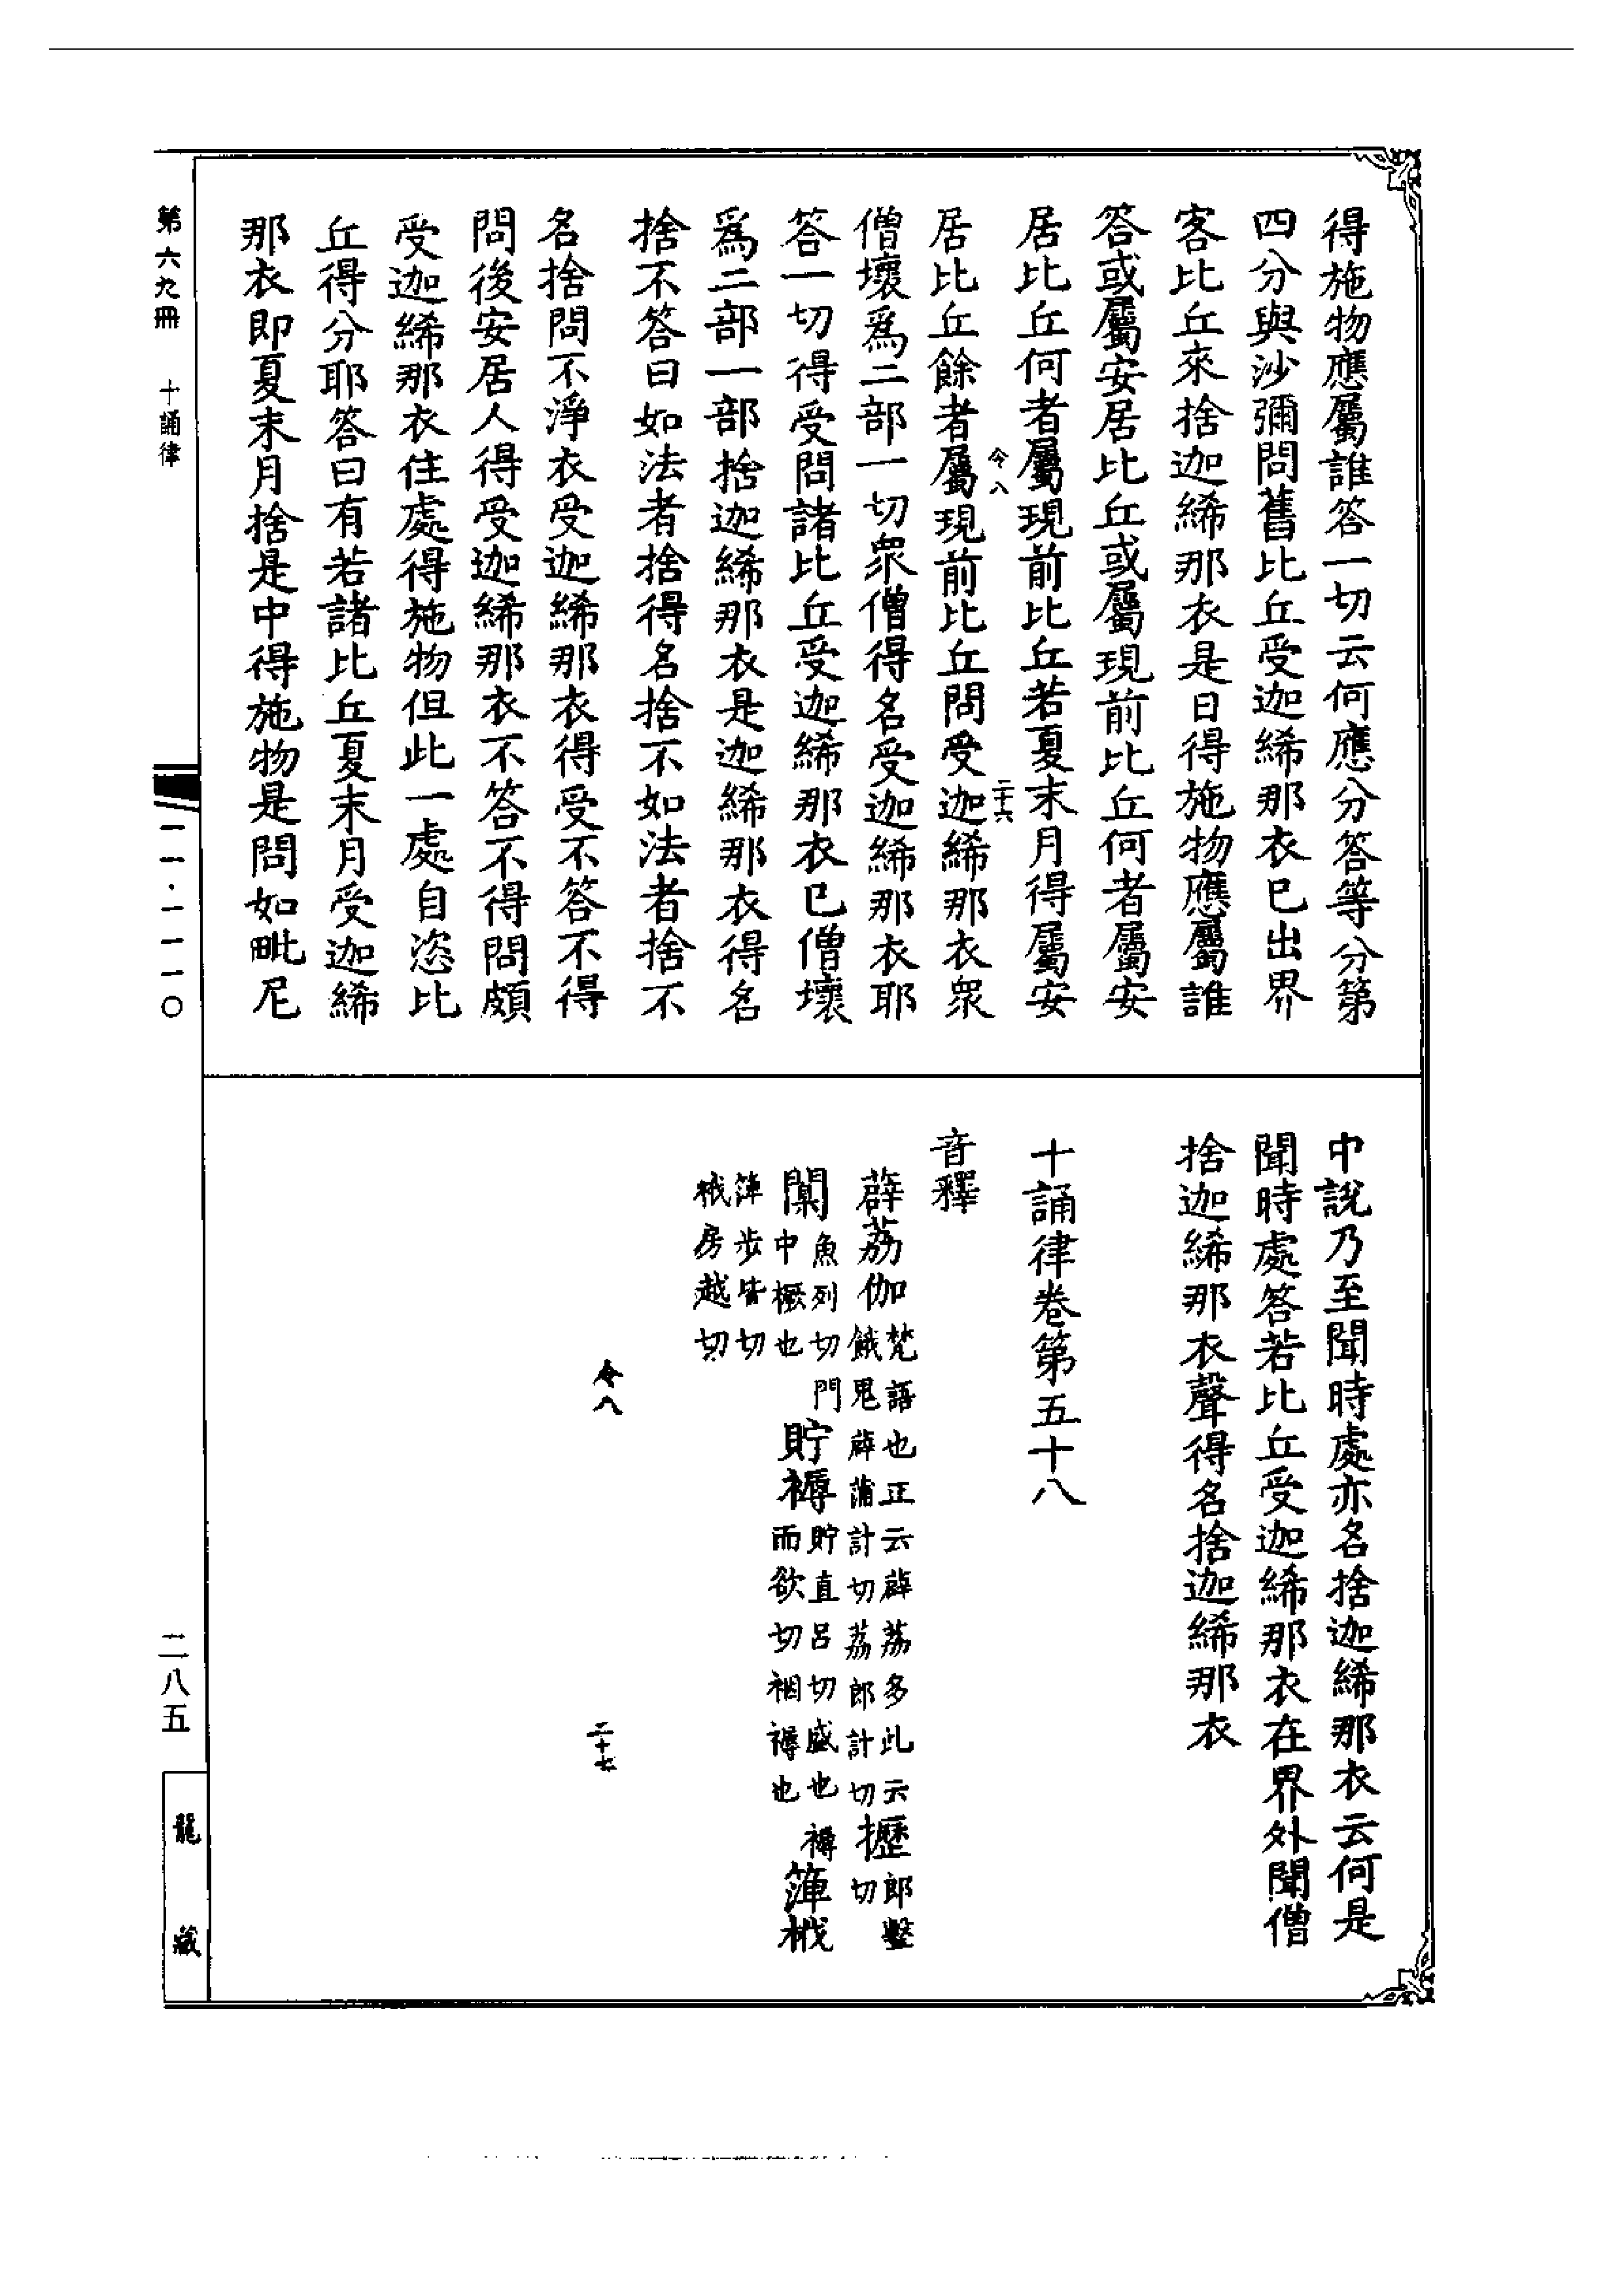 得施物應屬誰答一切云何應分答等分第
四分與沙彌問舊比丘受迦絺那衣已出界
客比丘來捨迦絺那衣是日得施物應屬誰
答或屬安居比丘或屬現前比丘何者屬安
居比丘何者屬現前比丘若夏末月得屬安
令八
二十六
居比丘餘者屬現前比丘問受迦絺那衣衆
僧壞爲二部一切衆僧得名受迦絺那衣耶
答一切得受問諸比丘受迦絺那衣已僧壞
爲二部一部捨迦絺那衣是迦絺那衣得名
捨不答曰如法者捨得名捨不如法者捨不
名捨問不淨衣受迦絺那衣得受不答不得
問後安居人得受迦絺那衣不答不得問頗
受迦絺那衣住處得施物但此一處自恣比
丘得分耶答曰有若諸比丘夏末月受迦絺
那衣即夏末月捨是中得施物是問如毗尼
中說乃至聞時處亦名捨迦絺那衣云何是
聞時處答若比丘受迦絺那衣在界外聞僧
捨迦絺那衣聲得名捨迦絺那衣
十誦律卷第五十八
音釋
薜荔伽梵語也正云薜荔多此云餓鬼薜蒲計切荔郎計切攊郎擊切
闑魚列切門中橛也貯褥貯直呂切盛也褥而欲切裀褥也䈽栰
䈽步皆切栰房越切
令八
二十七
第六九冊 十誦律
一一·一一一〇
二八五
龍藏